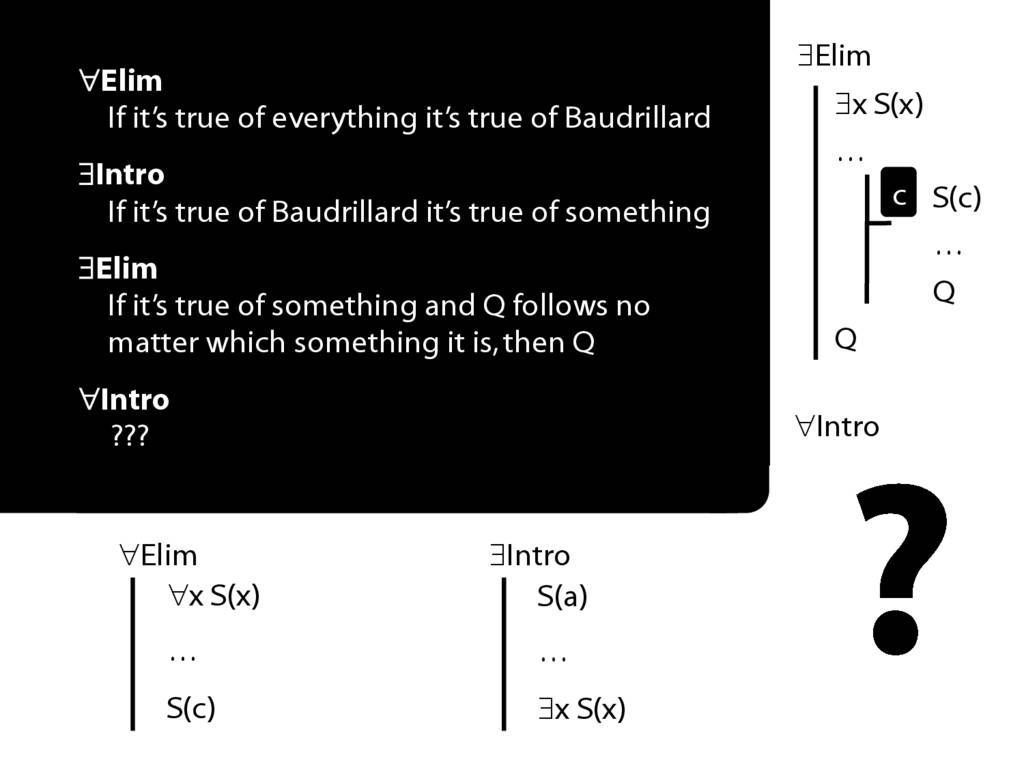 ∀Elim
If it's true of everything it's true of Baudrillard
∃Intro
If it's true of Baudrillard it's true of something
∃Elim
If it's true of something and Q follows no
matter which something it is, then Q
∀Intro
???
∃Elim
∃x S(x)
…
c S(c)
…
Q
Q
∀Intro
?
∀Elim
∀x S(x)
…
S(c)
∃Intro
S(a)
…
∃x S(x)